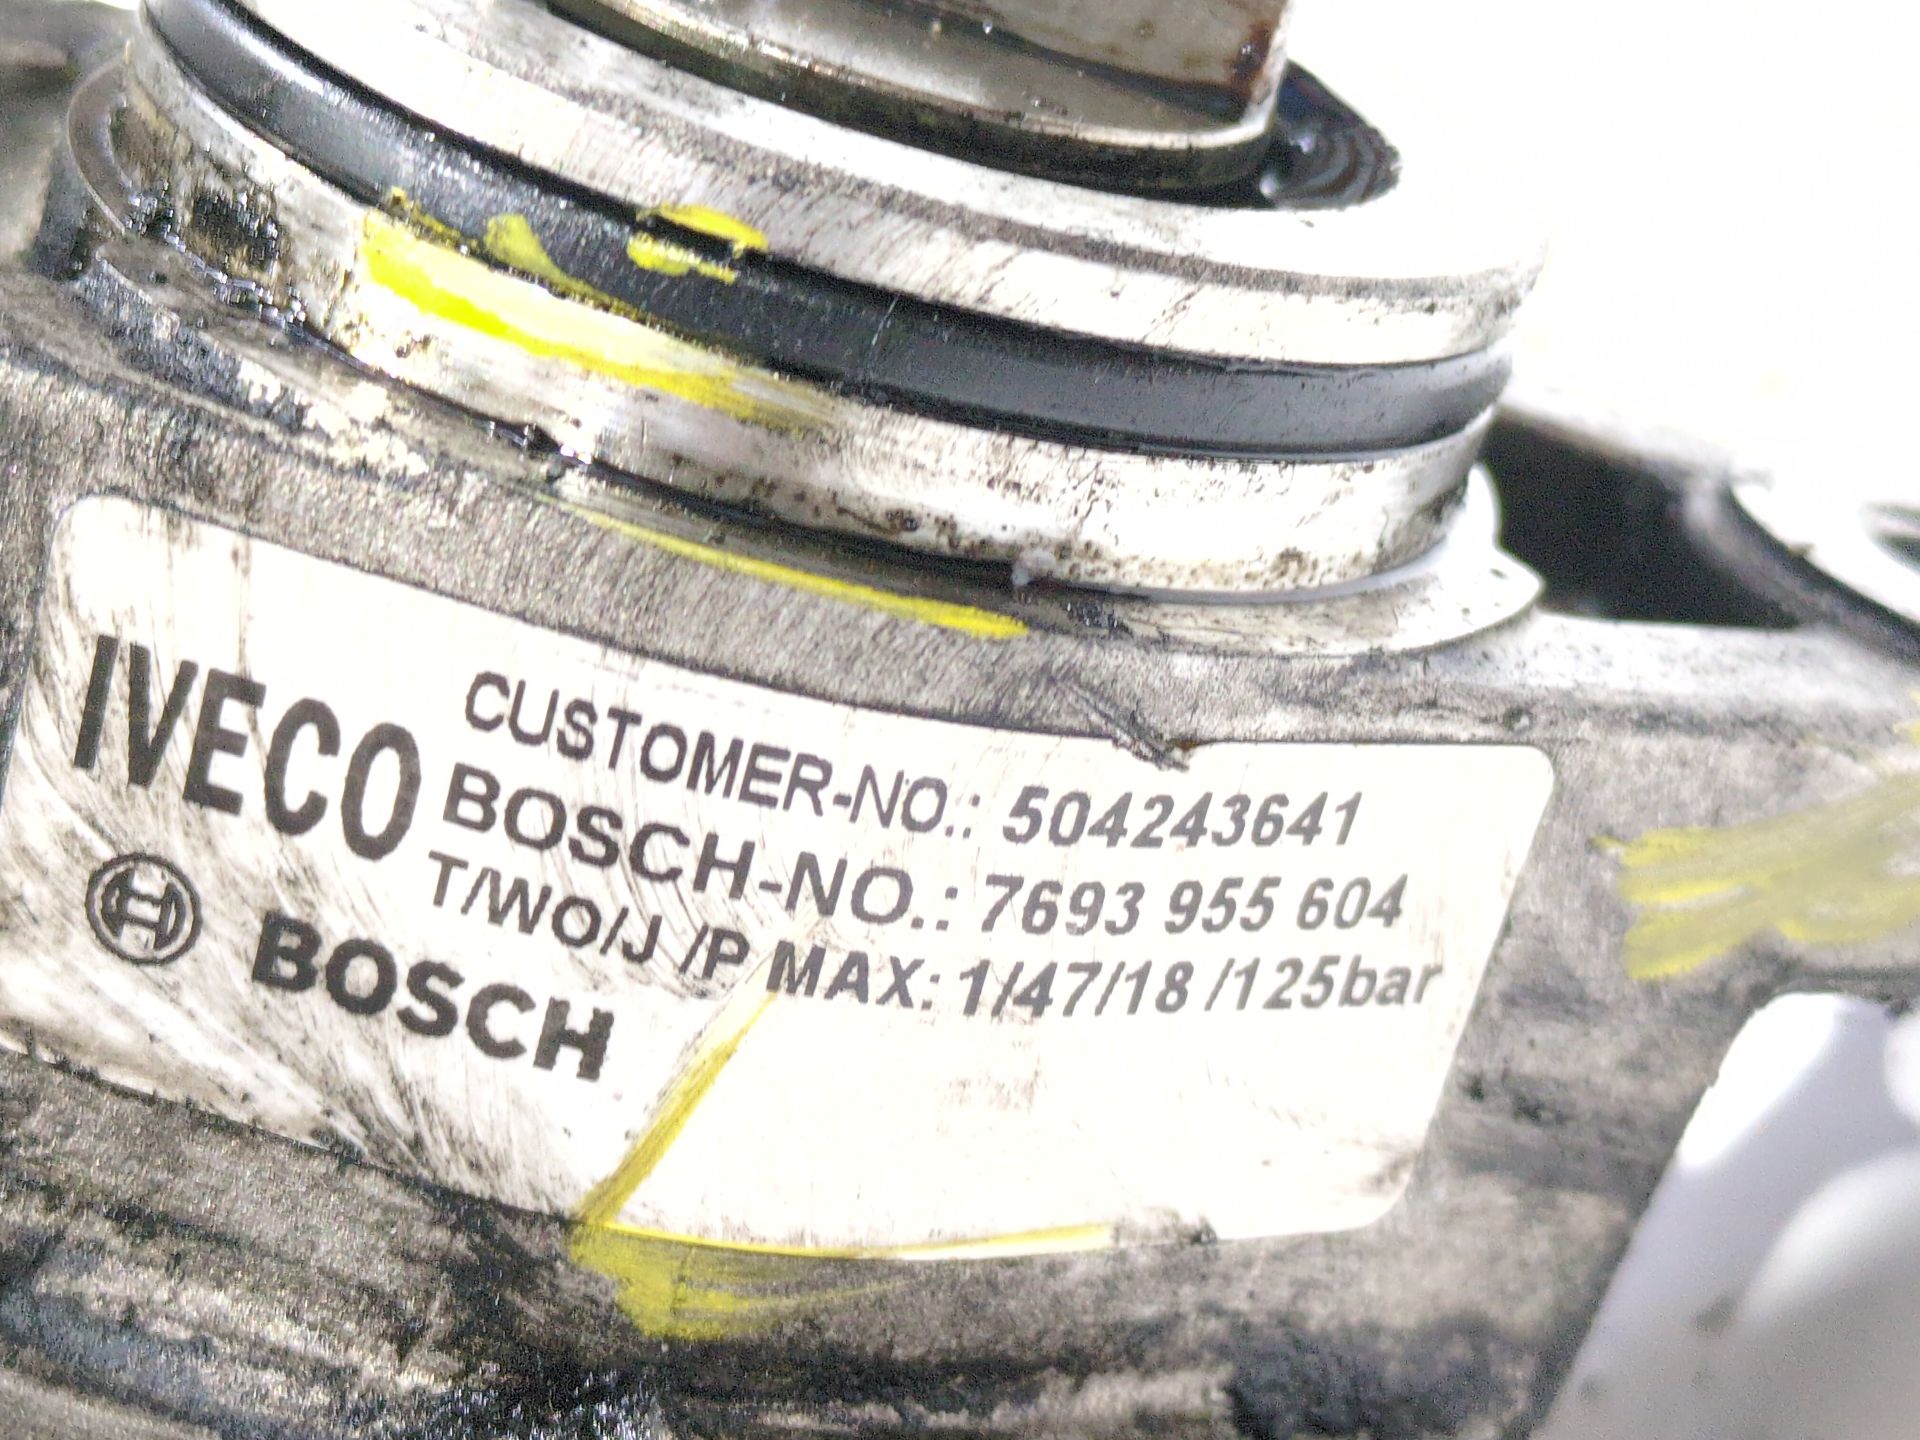 IVECO
CUSTOMER-NO.: 504243641
BOSCH-NO.: 7693 955 604
T/WO/J /P MAX: 1/47/18 /125bar
BOSCH